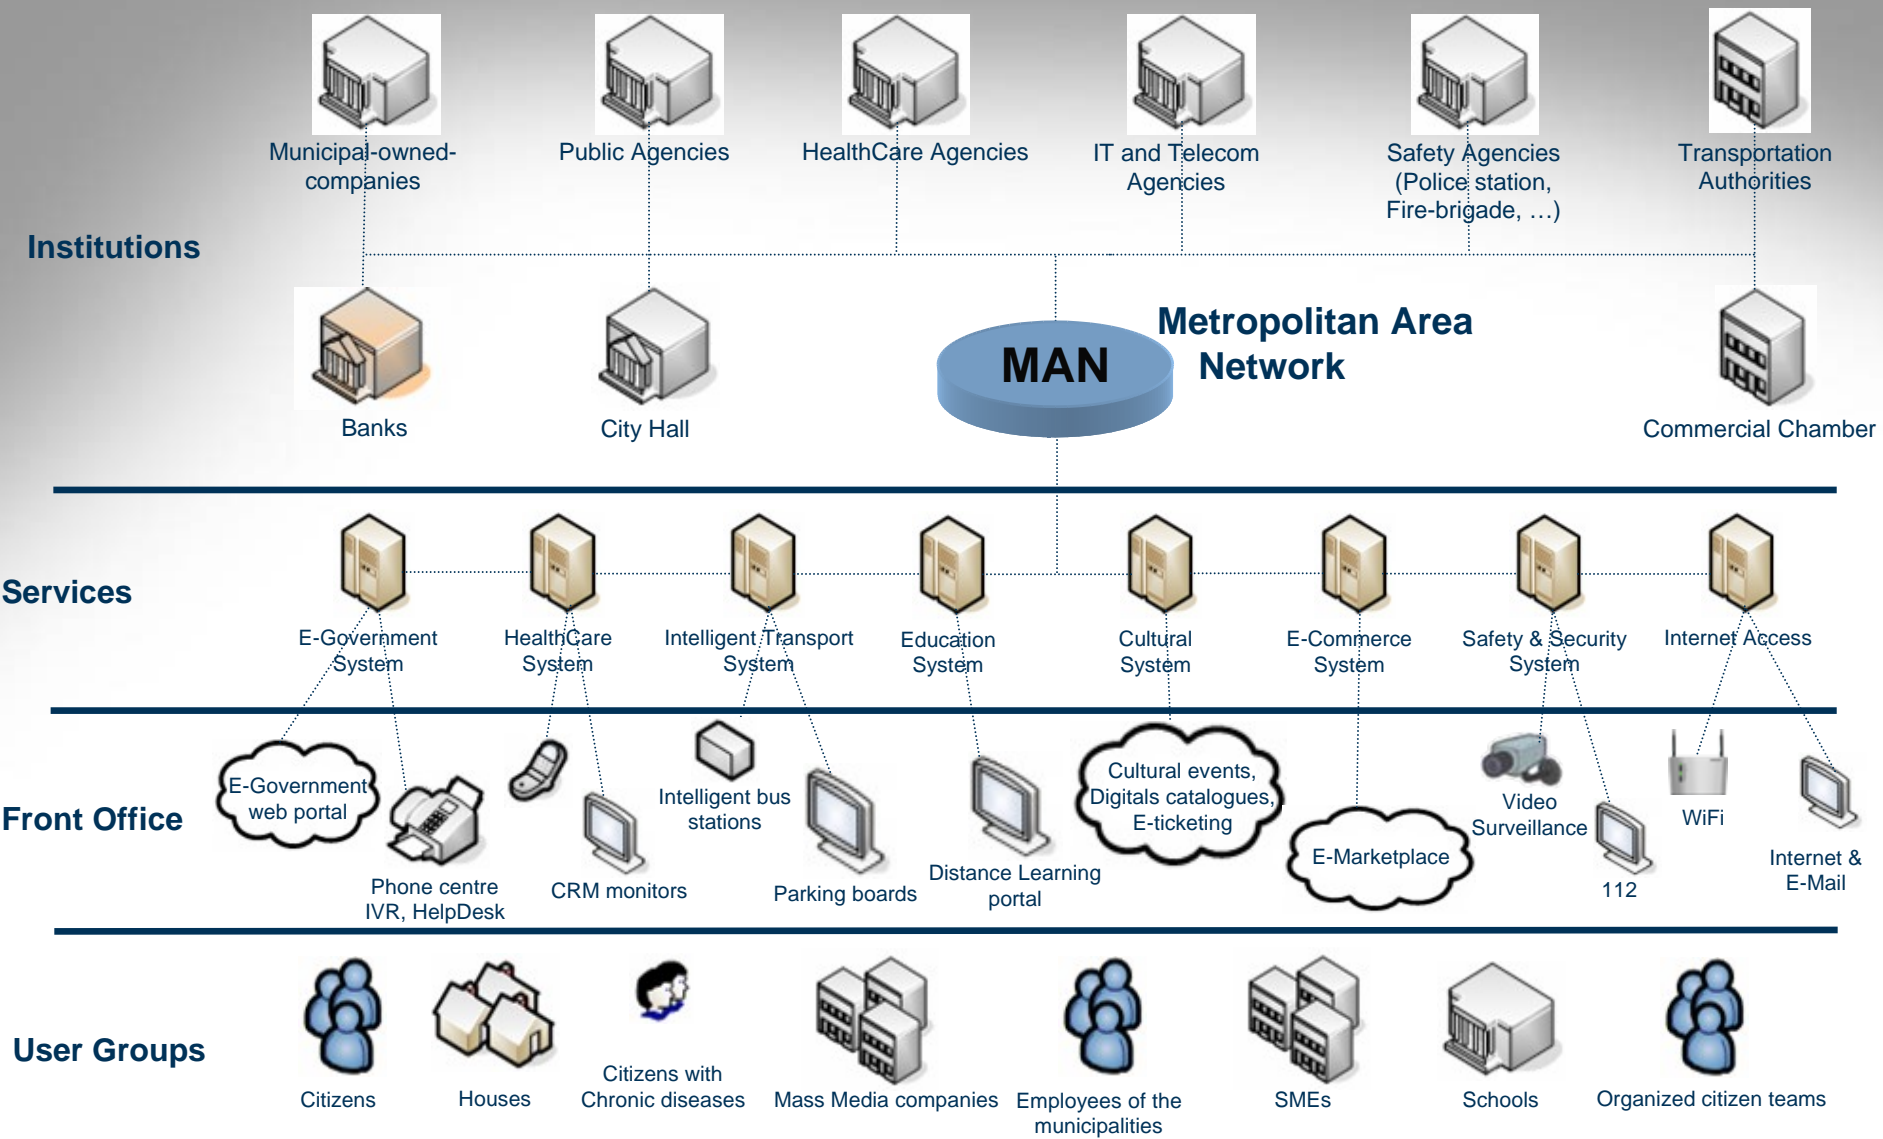 Municipal-owned-
companies
Public Agencies
HealthCare Agencies
IT and Telecom
Agencies
Safety Agencies
(Police station,
Fire-brigade, …)
Transportation
Authorities
Institutions
Metropolitan Area
Network
MAN
Banks
City Hall
Commercial Chamber
Services
E-Government
System
HealthCare
System
Intelligent Transport
System
Education
System
Cultural
System
E-Commerce
System
Safety & Security
System
Internet Access
Front Office
E-Government
web portal
Phone centre
IVR, HelpDesk
CRM monitors
Intelligent bus
stations
Parking boards
Distance Learning
portal
Cultural events,
Digitals catalogues,
E-ticketing
E-Marketplace
Video
Surveillance
112
WiFi
Internet &
E-Mail
User Groups
Citizens
Houses
Citizens with
Chronic diseases
Mass Media companies
Employees of the
municipalities
SMEs
Schools
Organized citizen teams